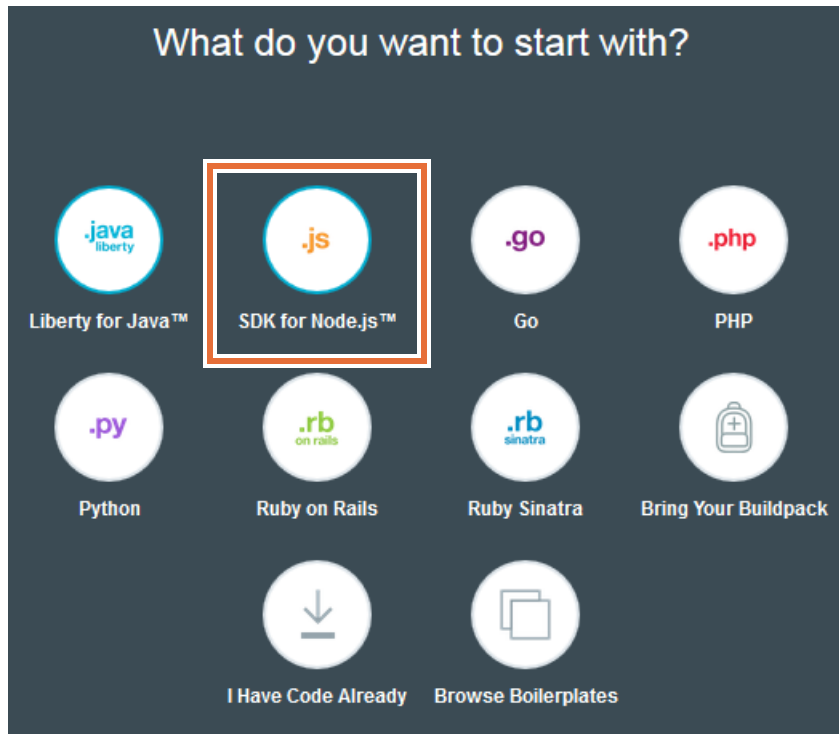 What do you want to start with?
.java
liberty
.js
.go
.php
Liberty for Java™
SDK for Node.js™
Go
PHP
.py
.rb
on rails
.rb
sinatra
Python
Ruby on Rails
Ruby Sinatra
Bring Your Buildpack
I Have Code Already
Browse Boilerplates